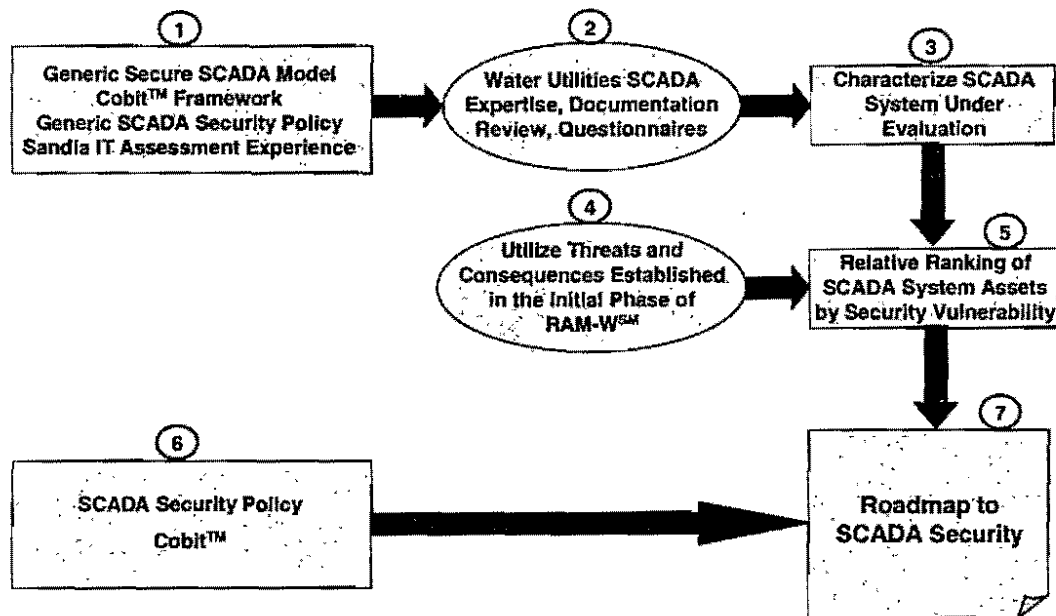 1
Generic Secure SCADA Model
Cobit™ Framework
Generic SCADA Security Policy
Sandia IT Assessment Experience
2
Water Utilities SCADA
Expertise, Documentation
Review, Questionnaires
3
Characterize SCADA
System Under
Evaluation
4
Utilize Threats and
Consequences Established
in the Initial Phase of
RAM-W℠
5
Relative Ranking of
SCADA System Assets
by Security Vulnerability
6
SCADA Security Policy
Cobit™
7
Roadmap to
SCADA Security